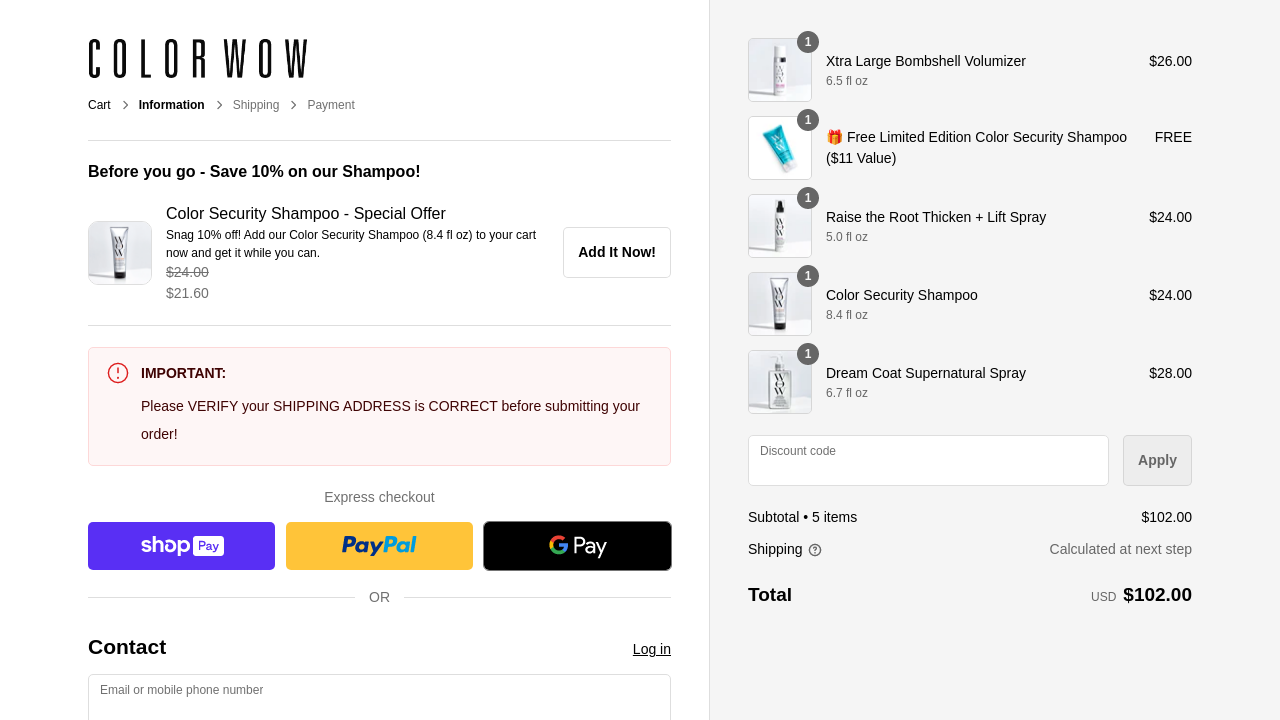 COLOR WOW
Cart > Information > Shipping > Payment
Before you go - Save 10% on our Shampoo!
Color Security Shampoo - Special Offer
Snag 10% off! Add our Color Security Shampoo (8.4 fl oz) to your cart
now and get it while you can.
$24.00
$21.60
Add It Now!
IMPORTANT:
Please VERIFY your SHIPPING ADDRESS is CORRECT before submitting your
order!
Express checkout
shop Pay
PayPal
G Pay
OR
Contact
Log in
Email or mobile phone number
1
Xtra Large Bombshell Volumizer
6.5 fl oz
$26.00
1
🎁 Free Limited Edition Color Security Shampoo
($11 Value)
FREE
1
Raise the Root Thicken + Lift Spray
5.0 fl oz
$24.00
1
Color Security Shampoo
8.4 fl oz
$24.00
1
Dream Coat Supernatural Spray
6.7 fl oz
$28.00
Discount code
Apply
Subtotal • 5 items $102.00
Shipping Calculated at next step
Total USD $102.00